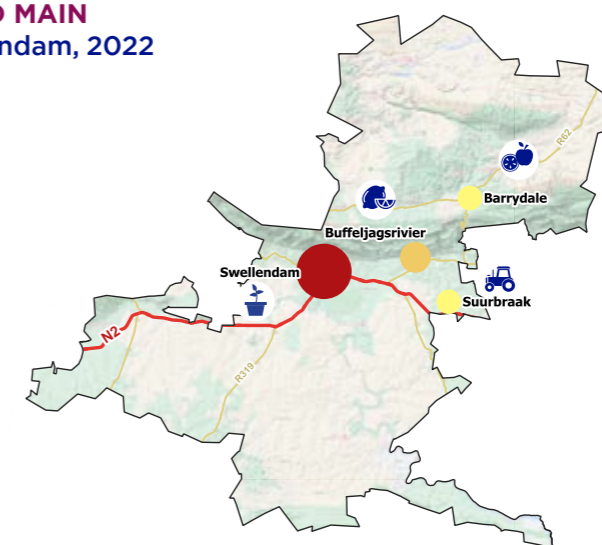 MAIN
ndam, 2022
R62
Barrydale
Buffeljagsrivier
Swellendam
Suurbraak
N2
R319